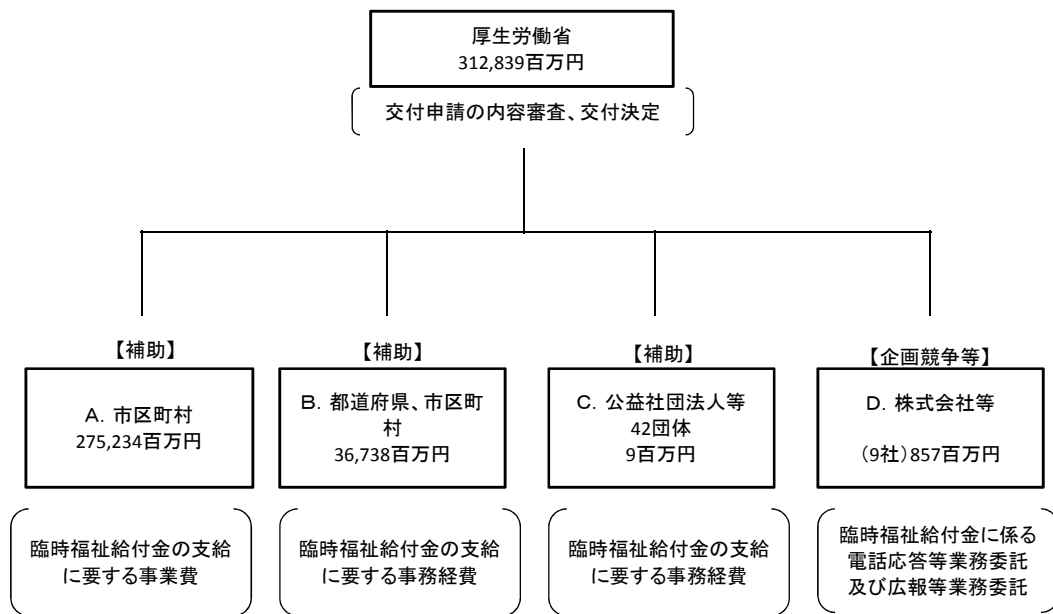 厚生労働省
312,839百万円
交付申請の内容審査、交付決定
【補助】
A．市区町村
275,234百万円
臨時福祉給付金の支給
に要する事業費
【補助】
B．都道府県、市区町
村
36,738百万円
臨時福祉給付金の支給
に要する事務経費
【補助】
C．公益社団法人等
42団体
9百万円
臨時福祉給付金の支給
に要する事務経費
【企画競争等】
D．株式会社等
(9社)857百万円
臨時福祉給付金に係る
電話応答等業務委託
及び広報等業務委託